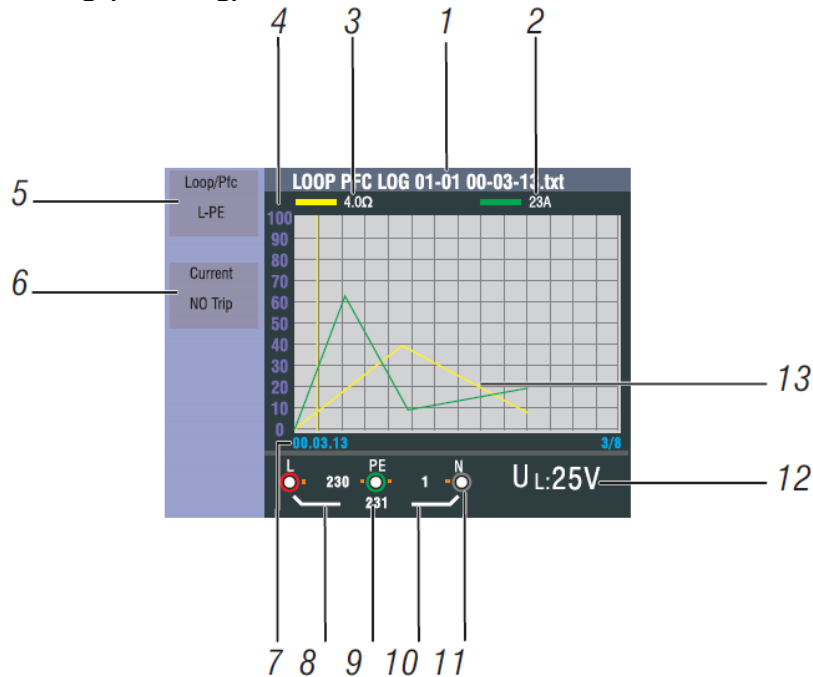 4 3 1 2
LOOP PFC LOG 01-01 00-03-13.txt
4.0Ω 23A
5
Loop/Pfc
L-PE
6
Current
NO Trip
100
90
80
70
60
50
40
30
20
10
0
13
00.03.13 3/8
L PE N
230 1
231
UL:25V
12
7 8 9 10 11